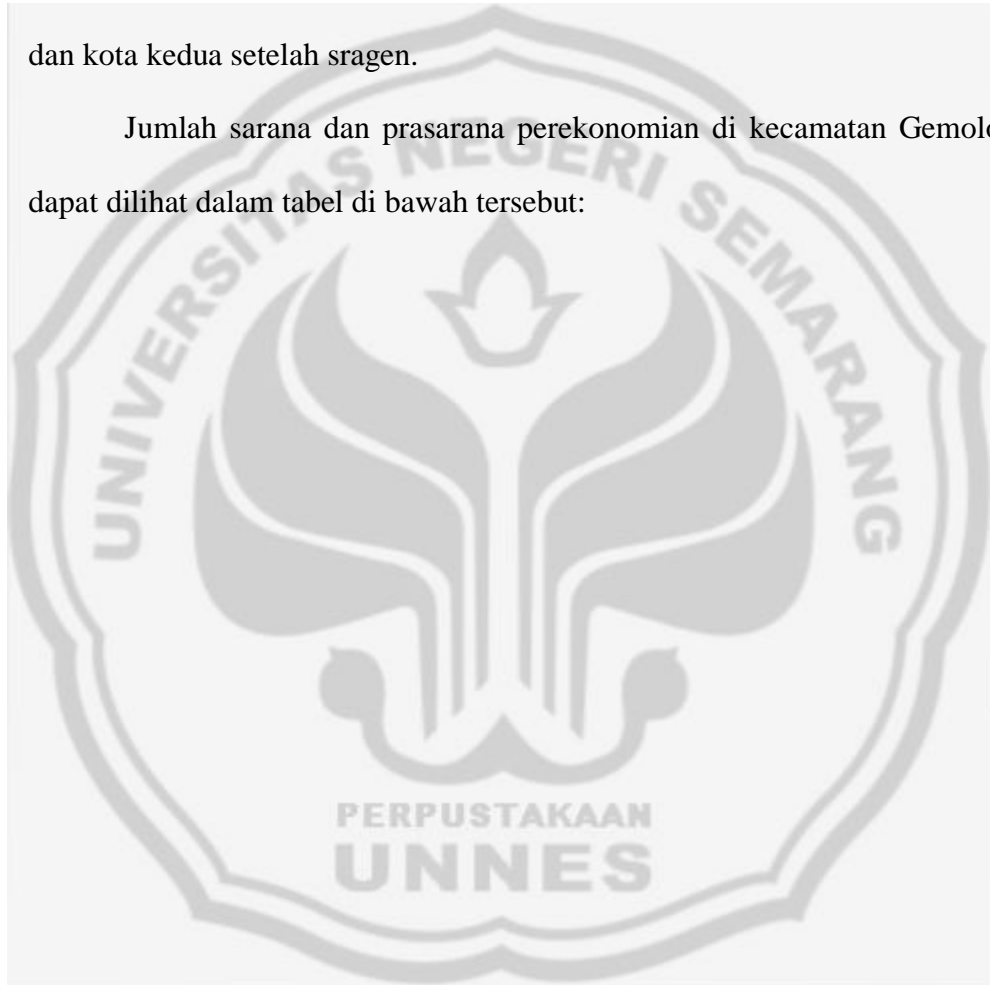 dan kota kedua setelah sragen.
Jumlah sarana dan prasarana perekonomian di kecamatan
dapat dilihat dalam tabel di bawah tersebut:
UNIVERSITAS NEGERI SEMARANG
PERPUSTAKAAN
UNNES